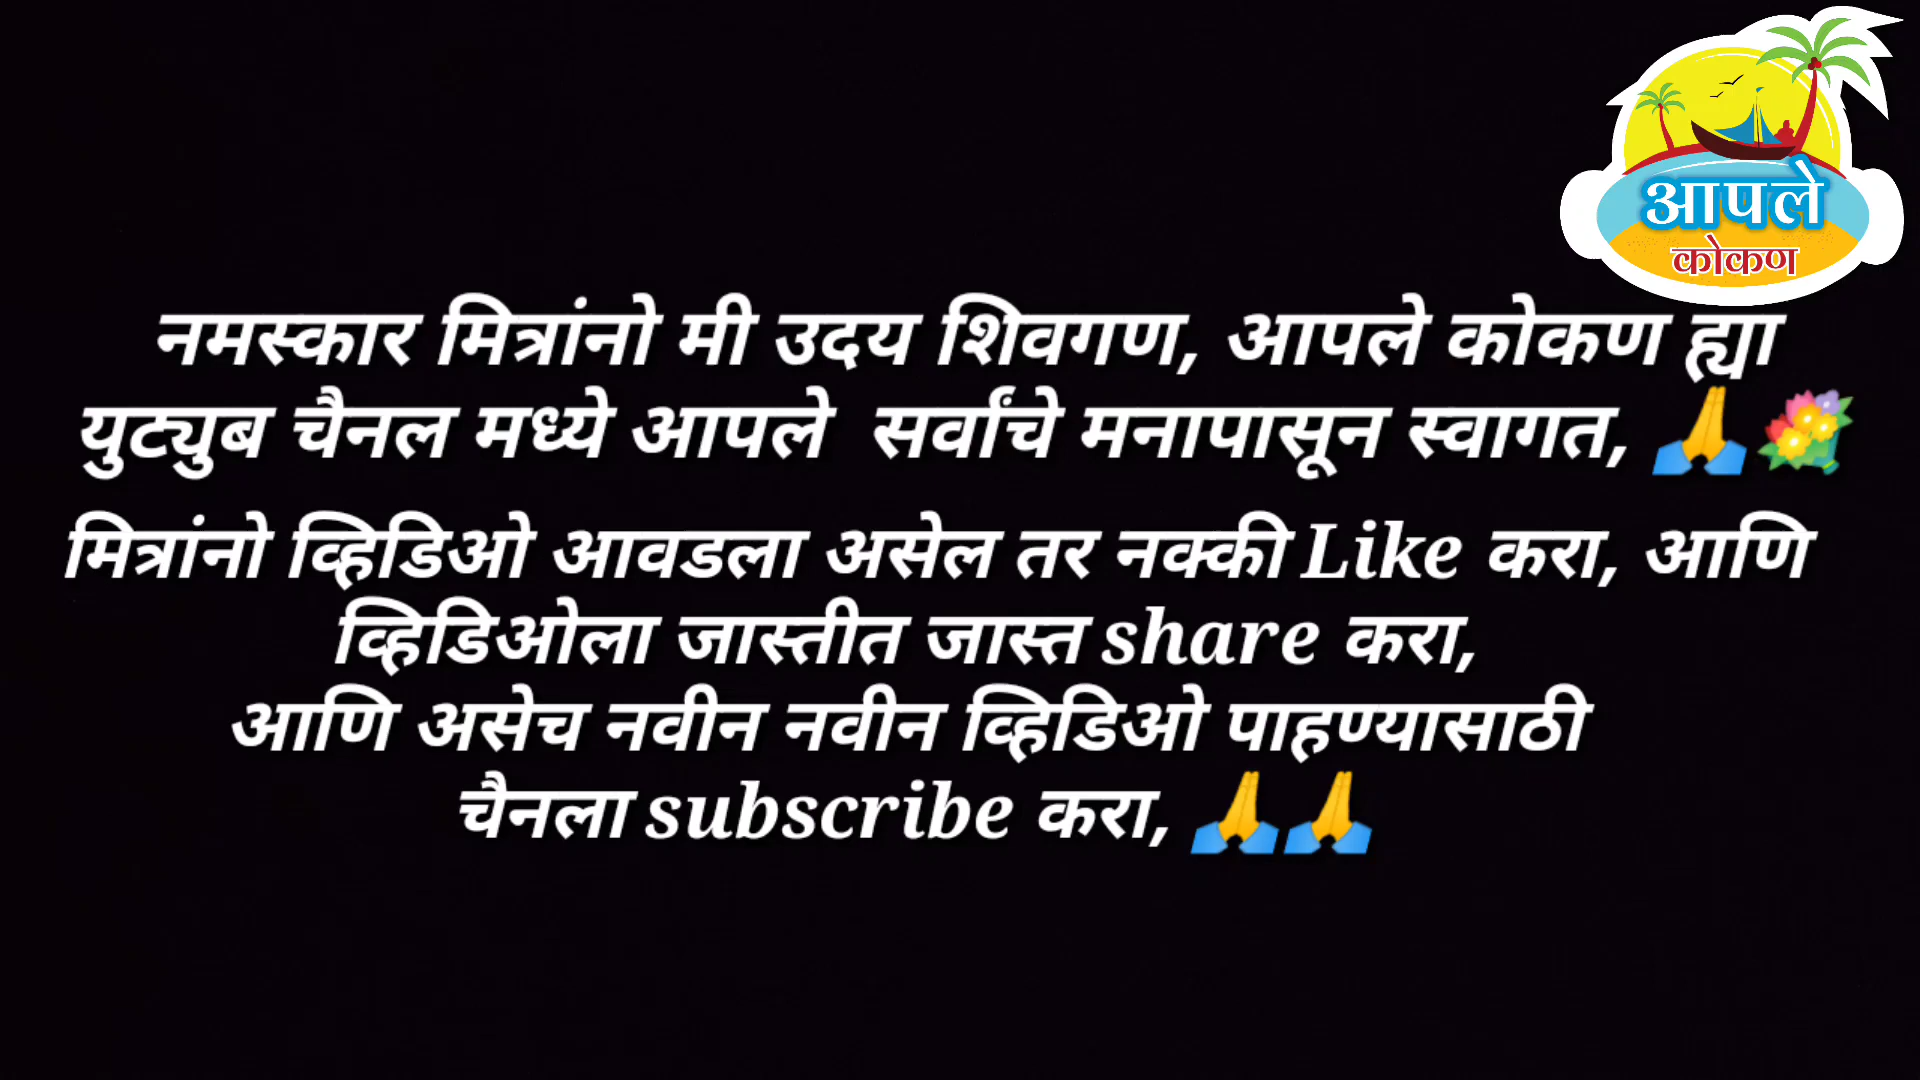 आपले
कोकण
नमस्कार मित्रांनो मी उदय शिवगण, आपले कोकण ह्या
युट्युब चैनल मध्ये आपले सर्वांचे मनापासून स्वागत, 🙏💐
मित्रांनो व्हिडिओ आवडला असेल तर नक्की Like करा, आणि
व्हिडिओला जास्तीत जास्त share करा,
आणि असेच नवीन नवीन व्हिडिओ पाहण्यासाठी
चैनला subscribe करा, 🙏🙏